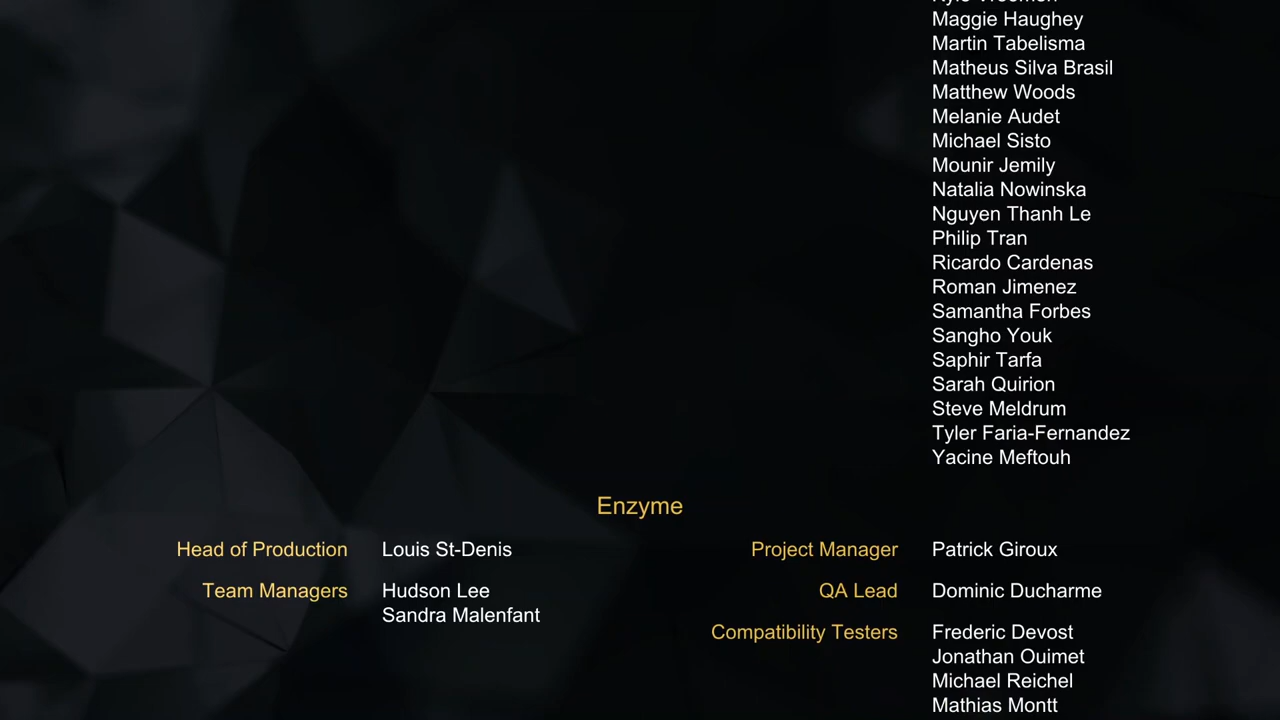 Maggie Haughey
Martin Tabelisma
Matheus Silva Brasil
Matthew Woods
Melanie Audet
Michael Sisto
Mounir Jemily
Natalia Nowinska
Nguyen Thanh Le
Philip Tran
Ricardo Cardenas
Roman Jimenez
Samantha Forbes
Sangho Youk
Saphir Tarfa
Sarah Quirion
Steve Meldrum
Tyler Faria-Fernandez
Yacine Meftouh
Enzyme
Head of Production Louis St-Denis
Team Managers Hudson Lee
Sandra Malenfant
Project Manager Patrick Giroux
QA Lead Dominic Ducharme
Compatibility Testers Frederic Devost
Jonathan Ouimet
Michael Reichel
Mathias Montt